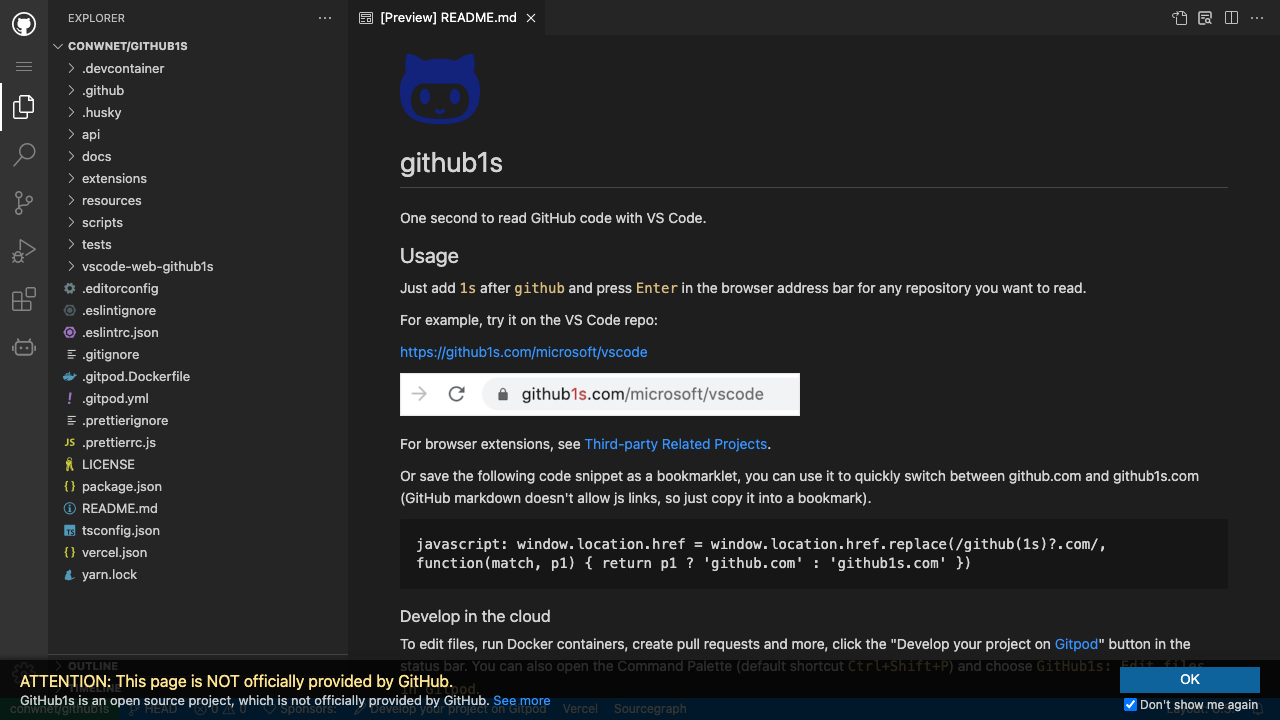 EXPLORER
CONWNET/GITHUB1S
.devcontainer
.github
.husky
api
docs
extensions
resources
scripts
tests
vscode-web-github1s
.editorconfig
.eslintignore
.eslintrc.json
.gitignore
.gitpod.Dockerfile
.gitpod.yml
.prettierignore
JS .prettierrc.js
LICENSE
package.json
README.md
TS tsconfig.json
vercel.json
yarn.lock
OUTLINE
TIMELINE
[Preview] README.md
github1s
One second to read GitHub code with VS Code.
Usage
Just add 1s after github and press Enter in the browser address bar for any repository you want to read.
For example, try it on the VS Code repo:
https://github1s.com/microsoft/vscode
github1s.com/microsoft/vscode
For browser extensions, see Third-party Related Projects.
Or save the following code snippet as a bookmarklet, you can use it to quickly switch between github.com and github1s.com
(GitHub markdown doesn't allow js links, so just copy it into a bookmark).
javascript: window.location.href = window.location.href.replace(/github(1s)?.com/,
function(match, p1) { return p1 ? 'github.com' : 'github1s.com' })
Develop in the cloud
To edit files, run Docker containers, create pull requests and more, click the "Develop your project on Gitpod" button in the
status bar. You can also open the Command Palette (default shortcut Ctrl+Shift+P) and choose GitHub1s: Edit files
in Gitpod.
ATTENTION: This page is NOT officially provided by GitHub.
GitHub1s is an open source project, which is not officially provided by GitHub. See more
OK
Don't show me again
conwnet/github1s HEAD 0 0 Sponsors: Develop your project on Gitpod Vercel Sourcegraph